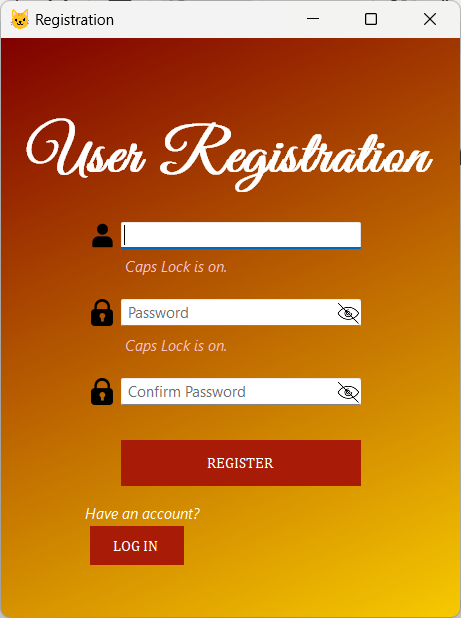 Registration
User Registration
Caps Lock is on.
Password
Caps Lock is on.
Confirm Password
REGISTER
Have an account?
LOG IN